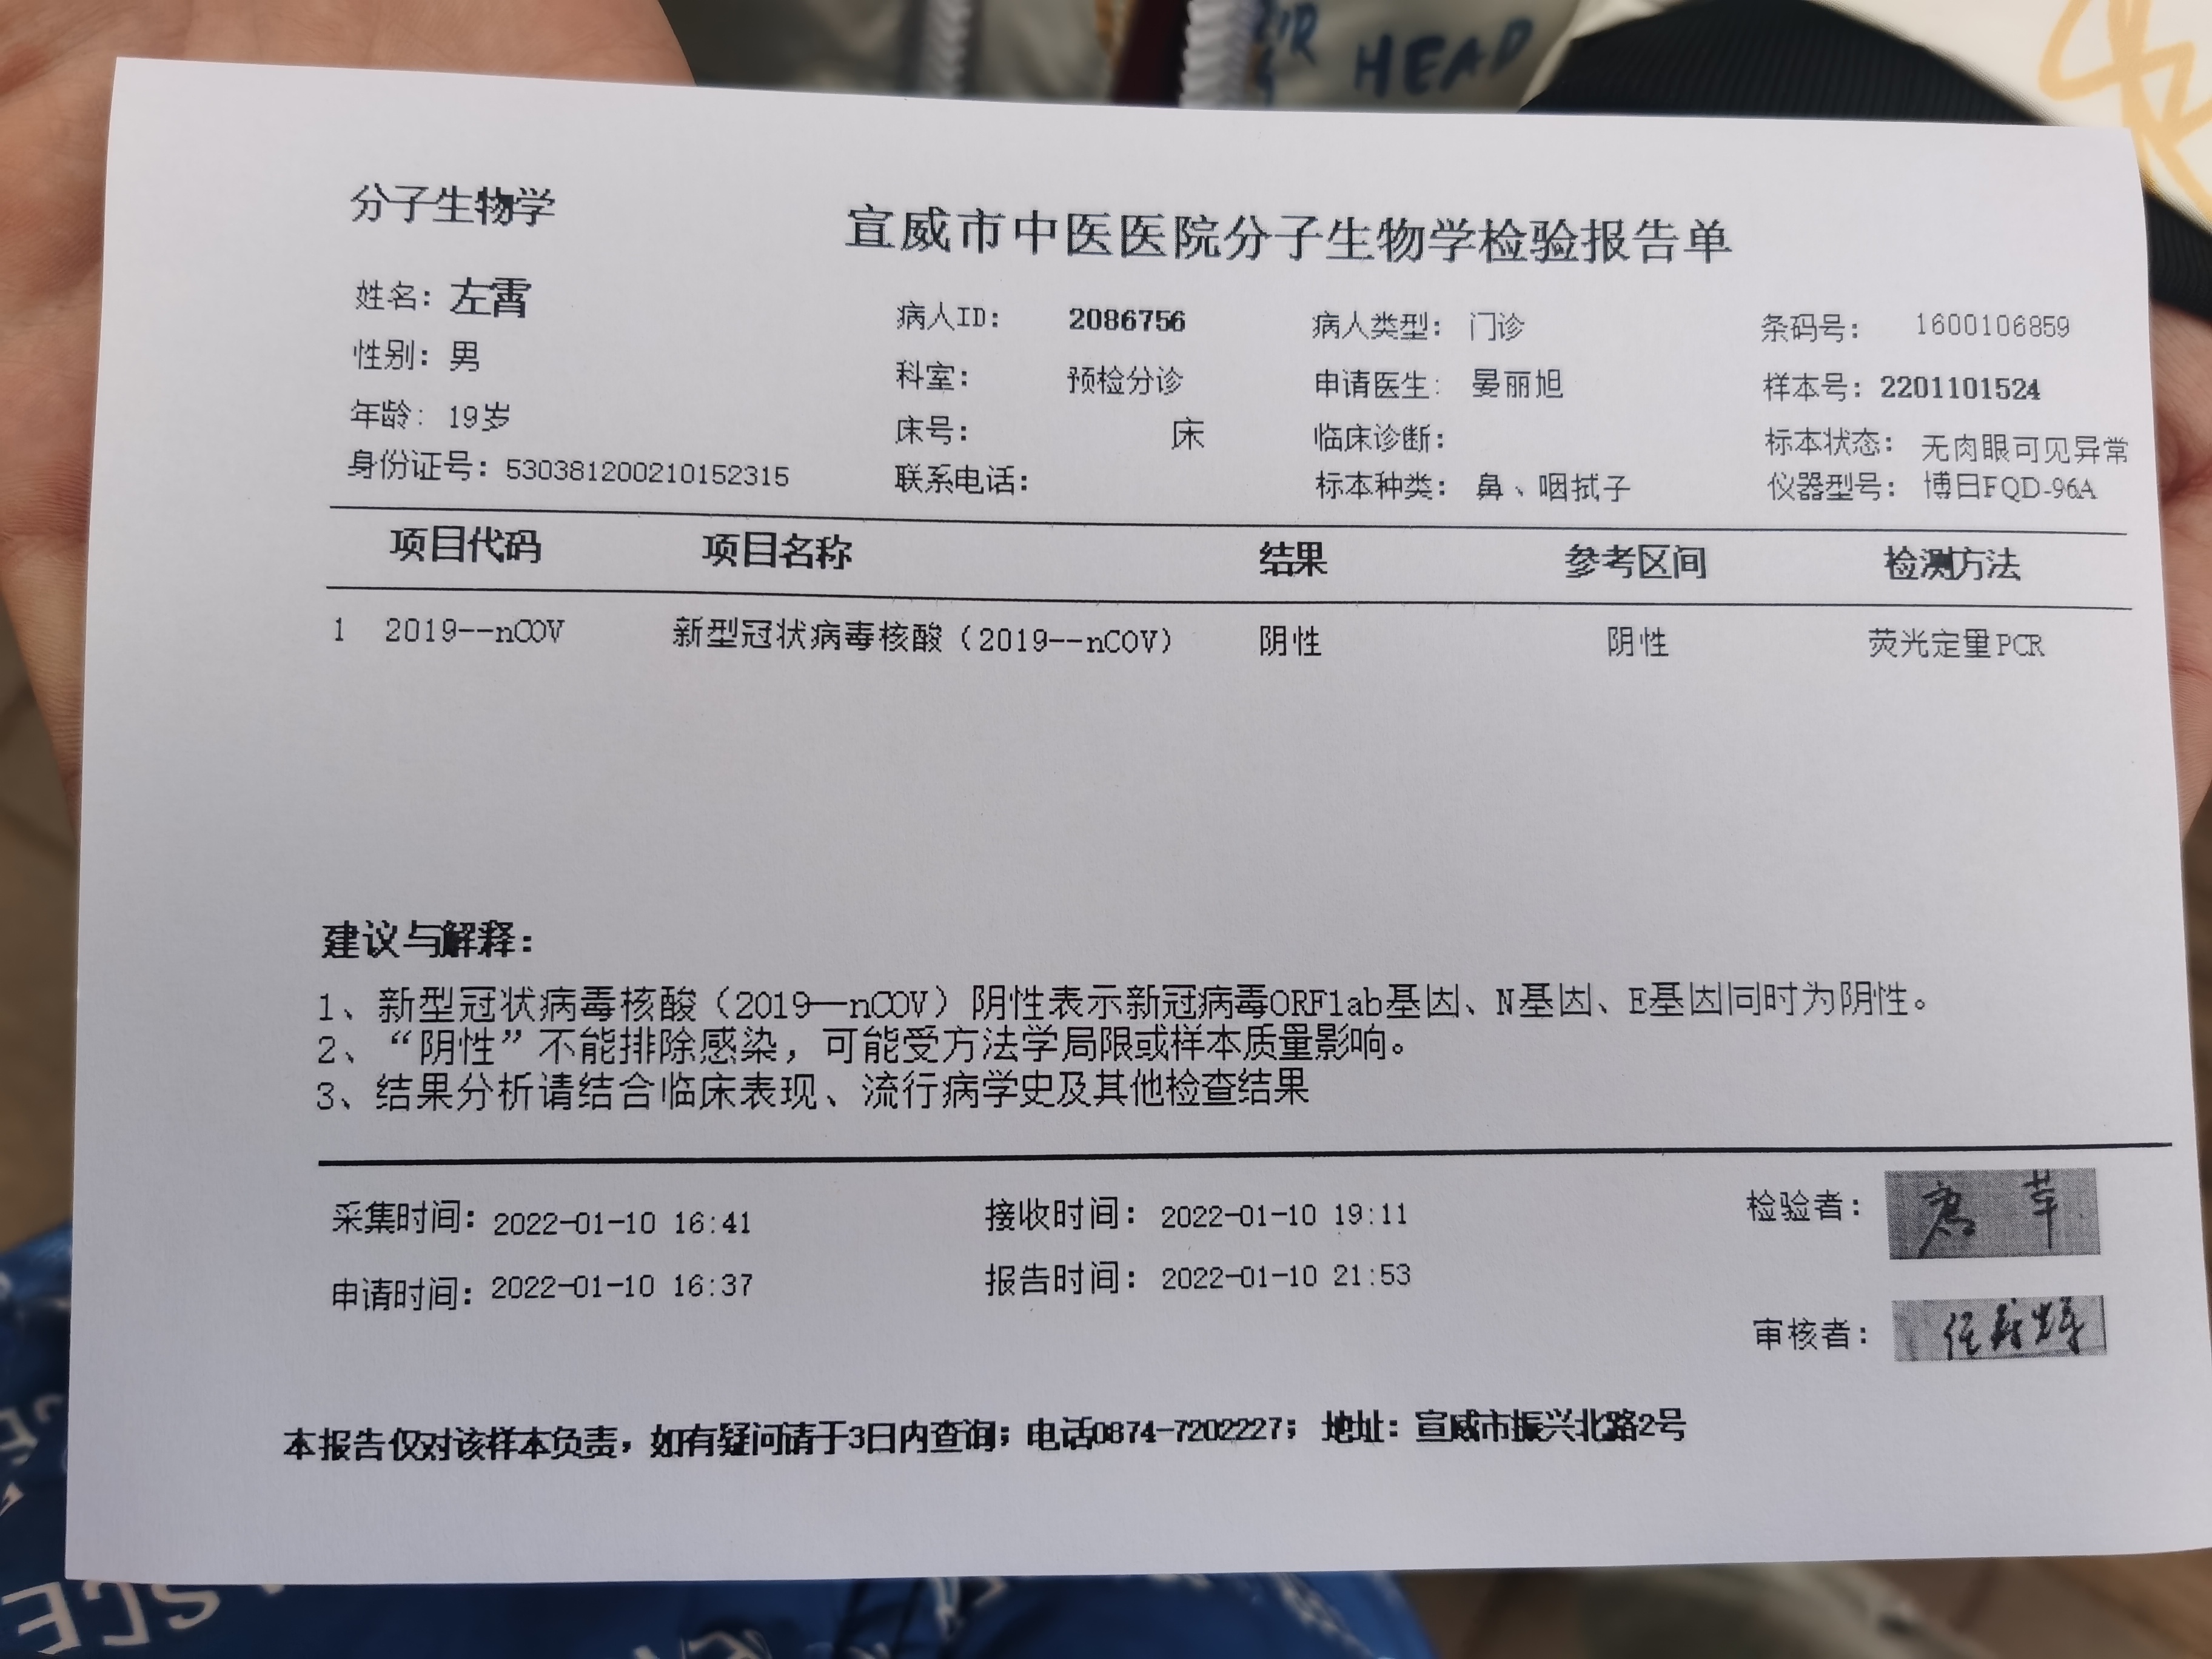 HEAD
分子生物学
宣威市中医医院分子生物学检验报告单
姓名：左霄
病人ID： 2086756 病人类型： 门诊 条码号： 1600106859
性别：男
科室： 预检分诊 申请医生： 晏丽旭 样本号：2201101524
年龄：19岁
床号： 床 临床诊断： 标本状态： 无肉眼可见异常
身份证号：530381200210152315 联系电话： 标本种类： 鼻、咽拭子 仪器型号： 博日FQD-96A
项目代码 项目名称 结果 参考区间 检测方法
1 2019--nCOV 新型冠状病毒核酸（2019--nCOV） 阴性 阴性 荧光定量PCR
建议与解释：
1、新型冠状病毒核酸（2019—nCOV）阴性表示新冠病毒ORF1ab基因、N基因、E基因同时为阴性。
2、“阴性”不能排除感染，可能受方法学局限或样本质量影响。
3、结果分析请结合临床表现、流行病学史及其他检查结果
采集时间：2022-01-10 16:41 接收时间：2022-01-10 19:11 检验者：
申请时间：2022-01-10 16:37 报告时间：2022-01-10 21:53 审核者：
本报告仅对该样本负责，如有疑问请于3日内查询；电话0874-7202227； 地址：宣威市振兴北路2号